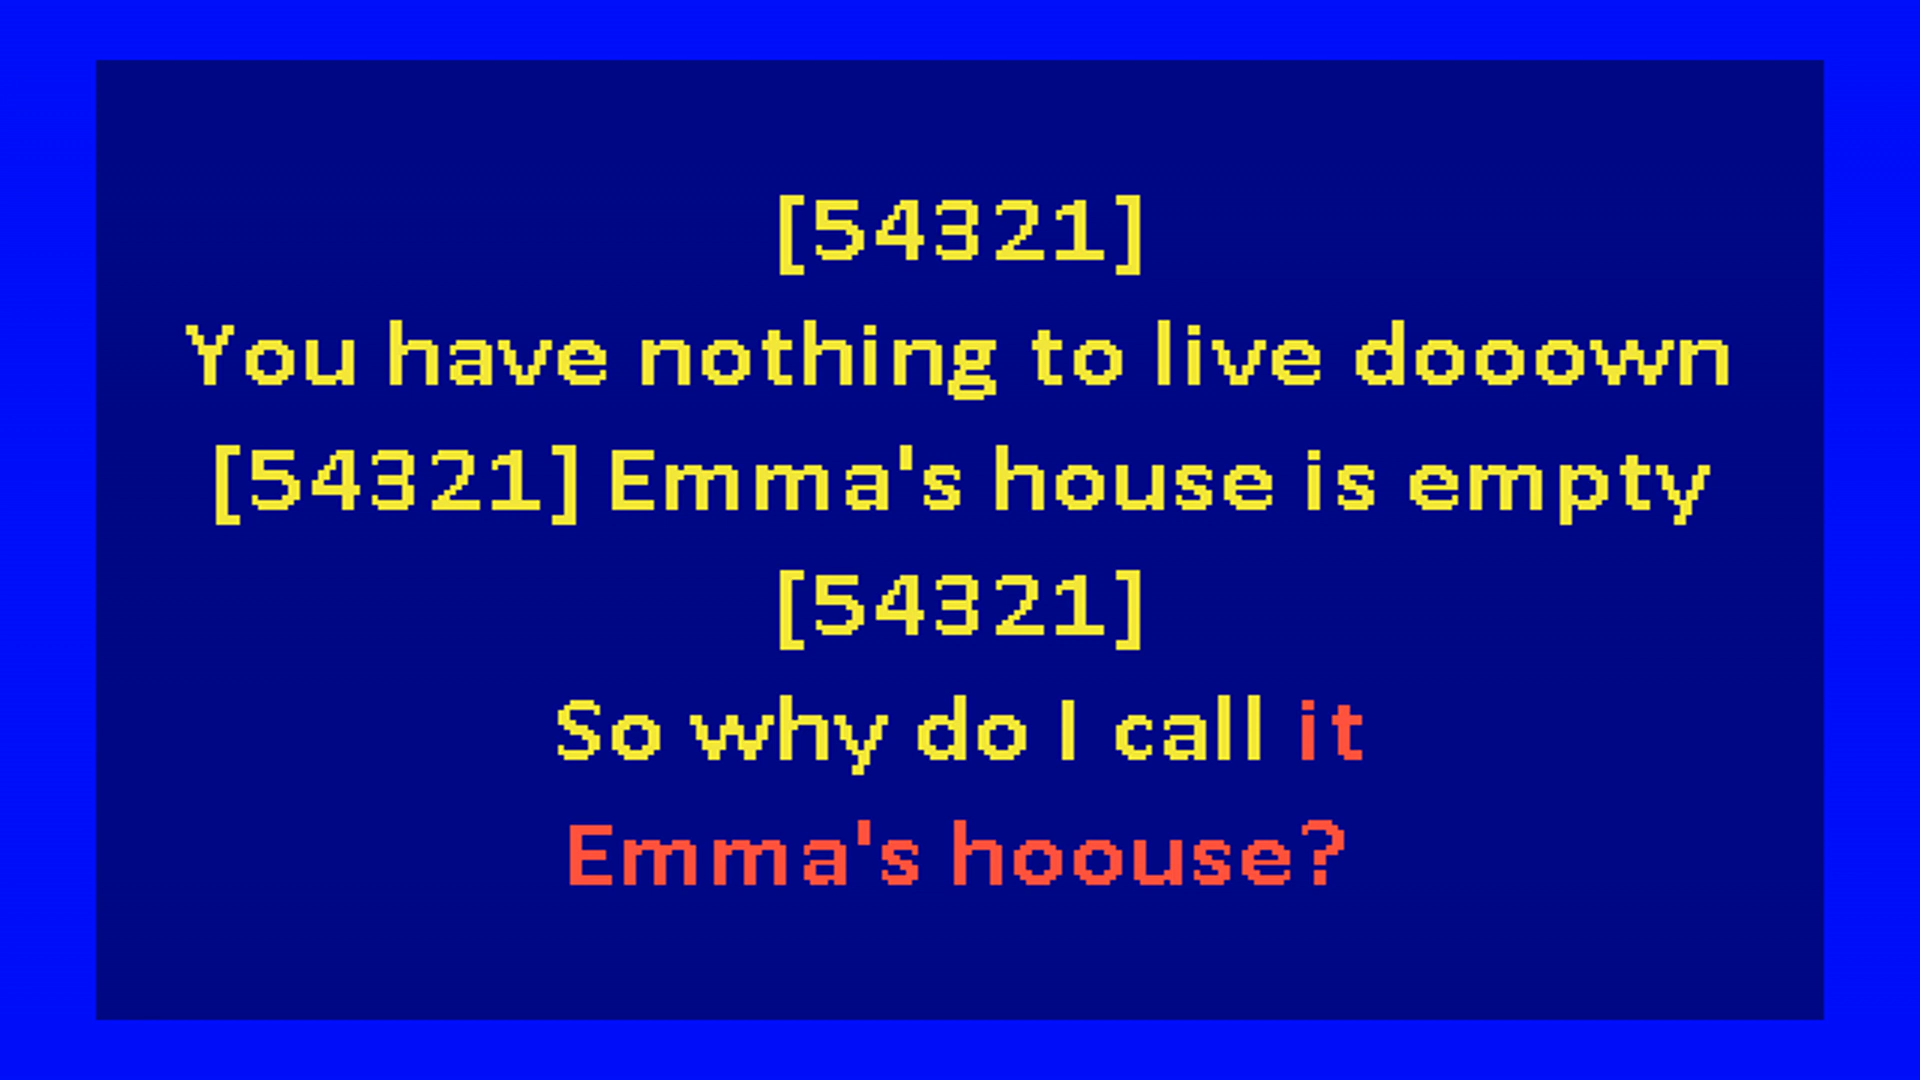 [54321]
You have nothing to live dooown
[54321] Emma's house is empty
[54321]
So why do I call it
Emma's hoouse?